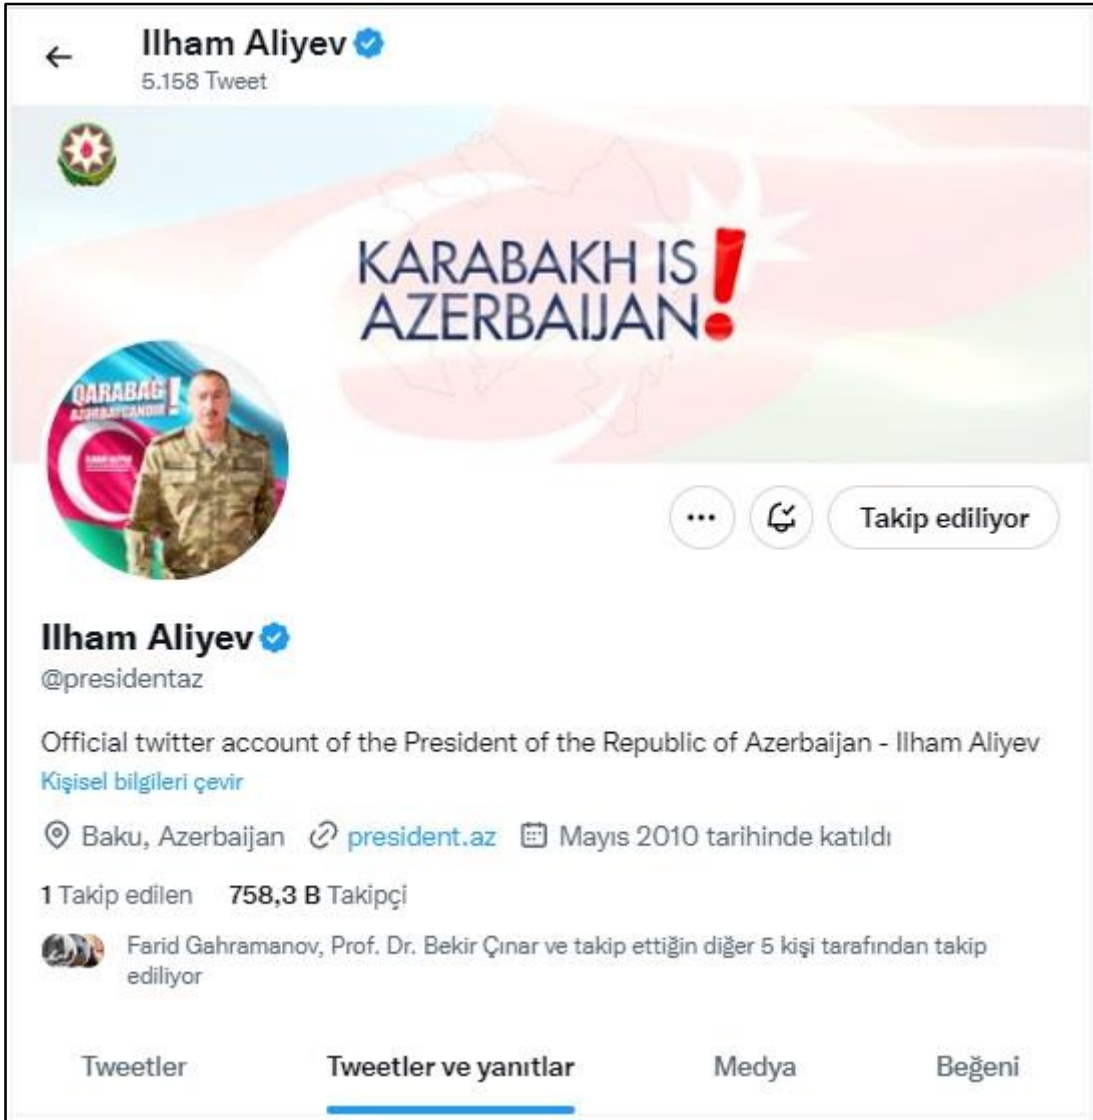 Ilham Aliyev
5.158 Tweet
KARABAKH IS
AZERBAIJAN!
QARABAĞ!
AZƏRBAYCANDIR
Takip ediliyor
Ilham Aliyev
@presidentaz
Official twitter account of the President of the Republic of Azerbaijan - Ilham Aliyev
Kişisel bilgileri çevir
Baku, Azerbaijan president.az Mayıs 2010 tarihinde katıldı
1 Takip edilen 758,3 B Takipçi
Farid Gahramanov, Prof. Dr. Bekir Çınar ve takip ettiğin diğer 5 kişi tarafından takip
ediliyor
Tweetler Tweetler ve yanıtlar Medya Beğeni